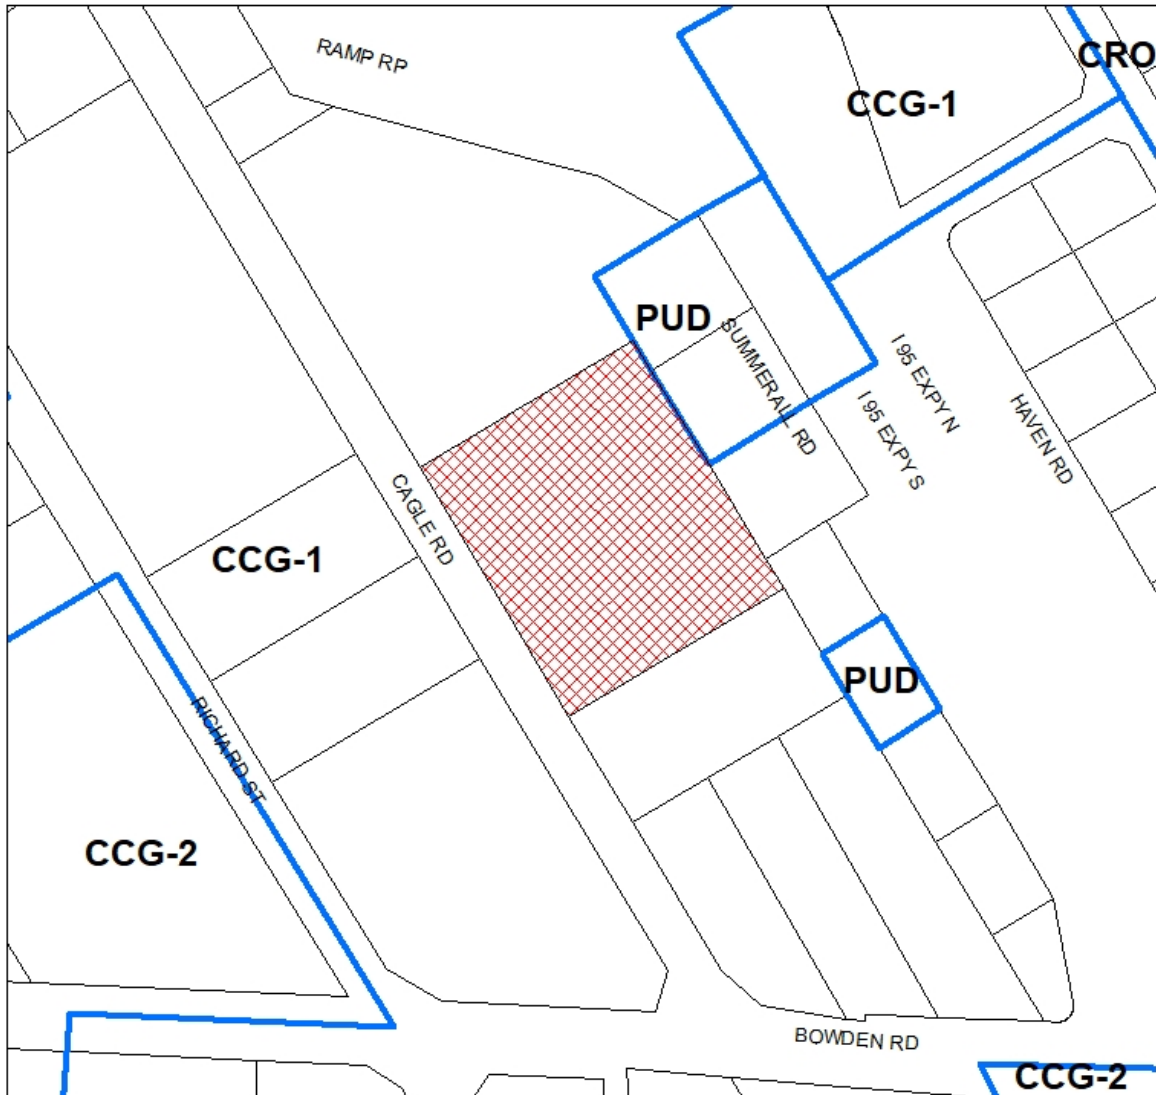 RAMP RP
CRO
CCG-1
PUD
SUMMERALL RD
I 95 EXPY N
I 95 EXPY S
HAVEN RD
CAGLE RD
CCG-1
PUD
RICHARD ST
CCG-2
BOWDEN RD
CCG-2